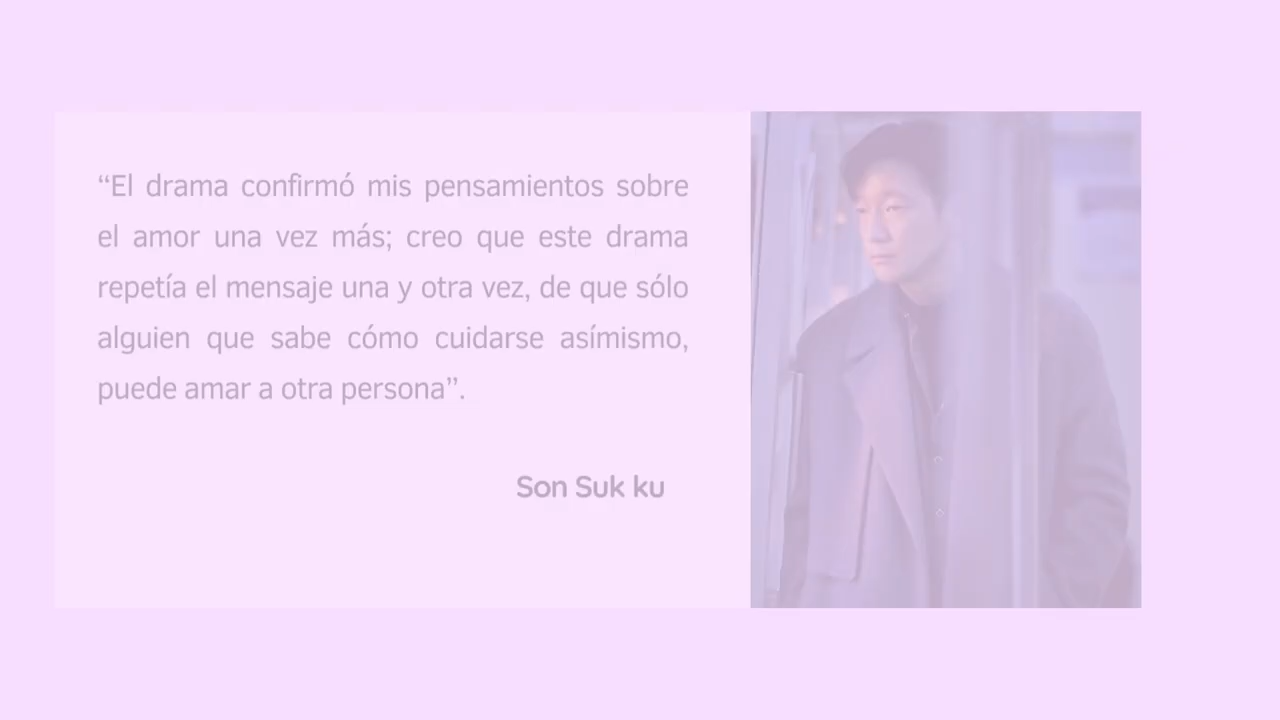 “El drama confirmó mis pensamientos sobre
el amor una vez más; creo que este drama
repetía el mensaje una y otra vez, de que sólo
alguien que sabe cómo cuidarse asímismo,
puede amar a otra persona”.
Son Suk ku